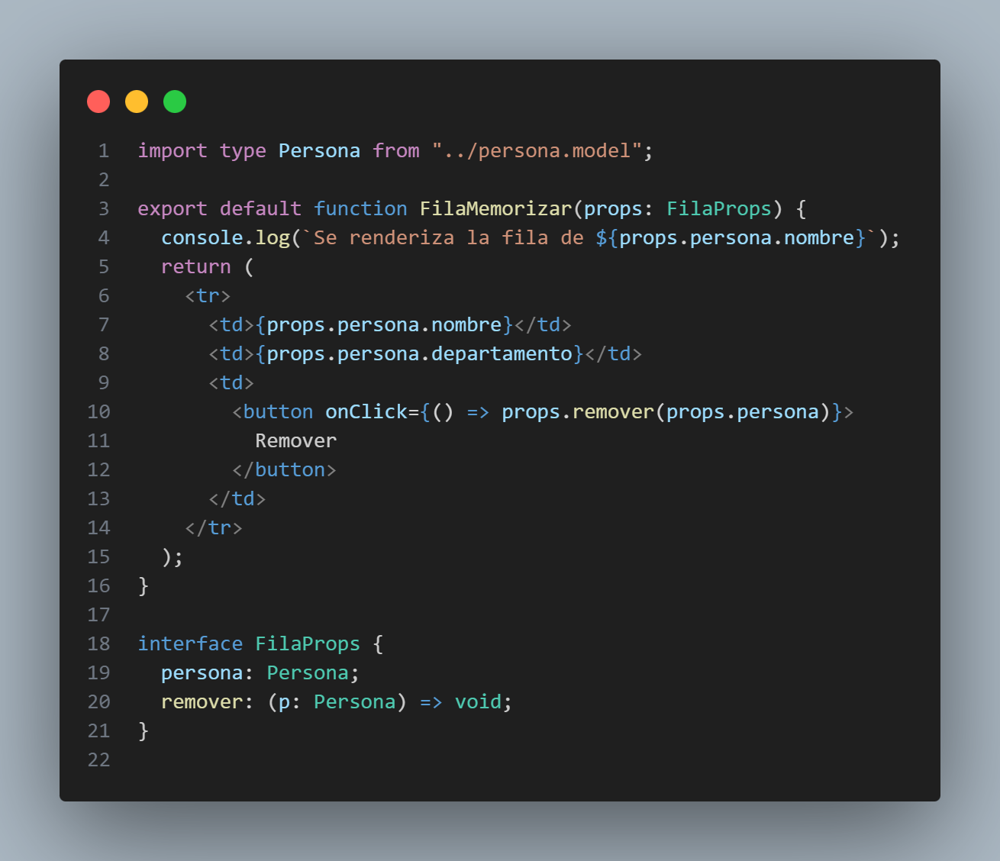 1 import type Persona from "../persona.model";
2
3 export default function FilaMemorizar(props: FilaProps) {
4   console.log(`Se renderiza la fila de ${props.persona.nombre}`);
5   return (
6     <tr>
7       <td>{props.persona.nombre}</td>
8       <td>{props.persona.departamento}</td>
9       <td>
10         <button onClick={() => props.remover(props.persona)}>
11           Remover
12         </button>
13       </td>
14     </tr>
15   );
16 }
17
18 interface FilaProps {
19   persona: Persona;
20   remover: (p: Persona) => void;
21 }
22